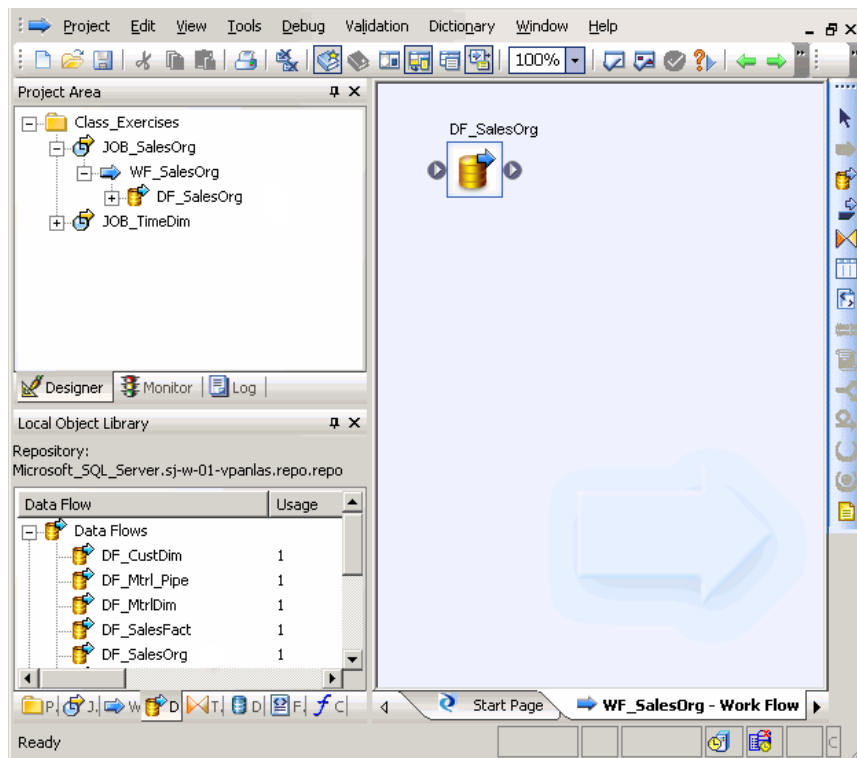 Project Edit View Tools Debug Validation Dictionary Window Help
100%
Project Area
Class_Exercises
JOB_SalesOrg
WF_SalesOrg
DF_SalesOrg
JOB_TimeDim
Designer Monitor Log
Local Object Library
Repository:
Microsoft_SQL_Server.sj-w-01-vpanlas.repo.repo
Data Flow Usage
Data Flows
DF_CustDim 1
DF_Mtrl_Pipe 1
DF_MtrlDim 1
DF_SalesFact 1
DF_SalesOrg 1
P. J. W D T. D F. C
DF_SalesOrg
Start Page WF_SalesOrg - Work Flow
Ready C